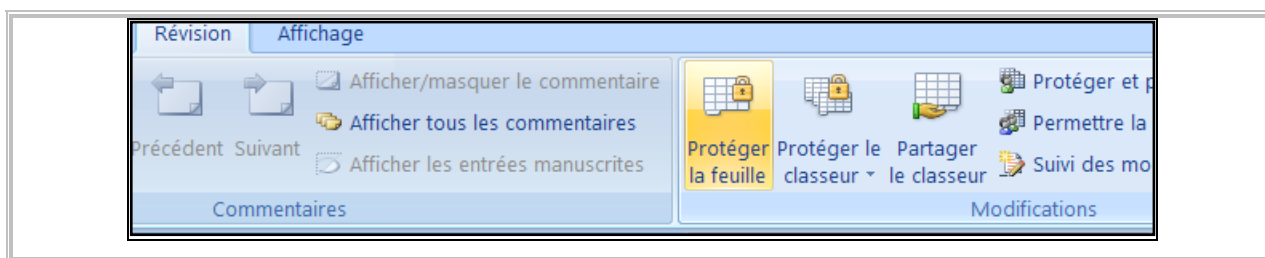 Révision Affichage
Afficher/masquer le commentaire
Afficher tous les commentaires
Afficher les entrées manuscrites
Précédent Suivant
Commentaires
Protéger
la feuille
Protéger le
classeur
Partager
le classeur
Protéger et p
Permettre la
Suivi des mo
Modifications